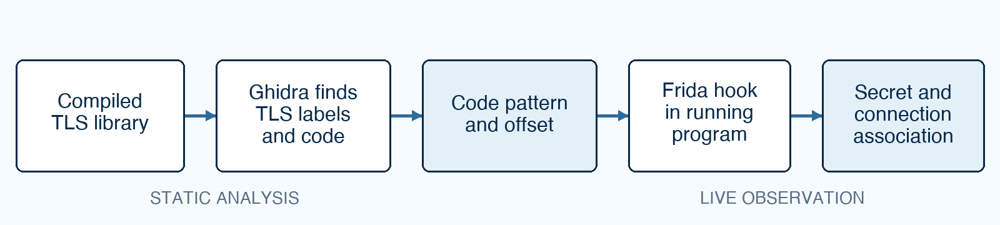 Compiled
TLS library
Ghidra finds
TLS labels
and code
Code pattern
and offset
Frida hook
in running
program
Secret and
connection
association
STATIC ANALYSIS
LIVE OBSERVATION